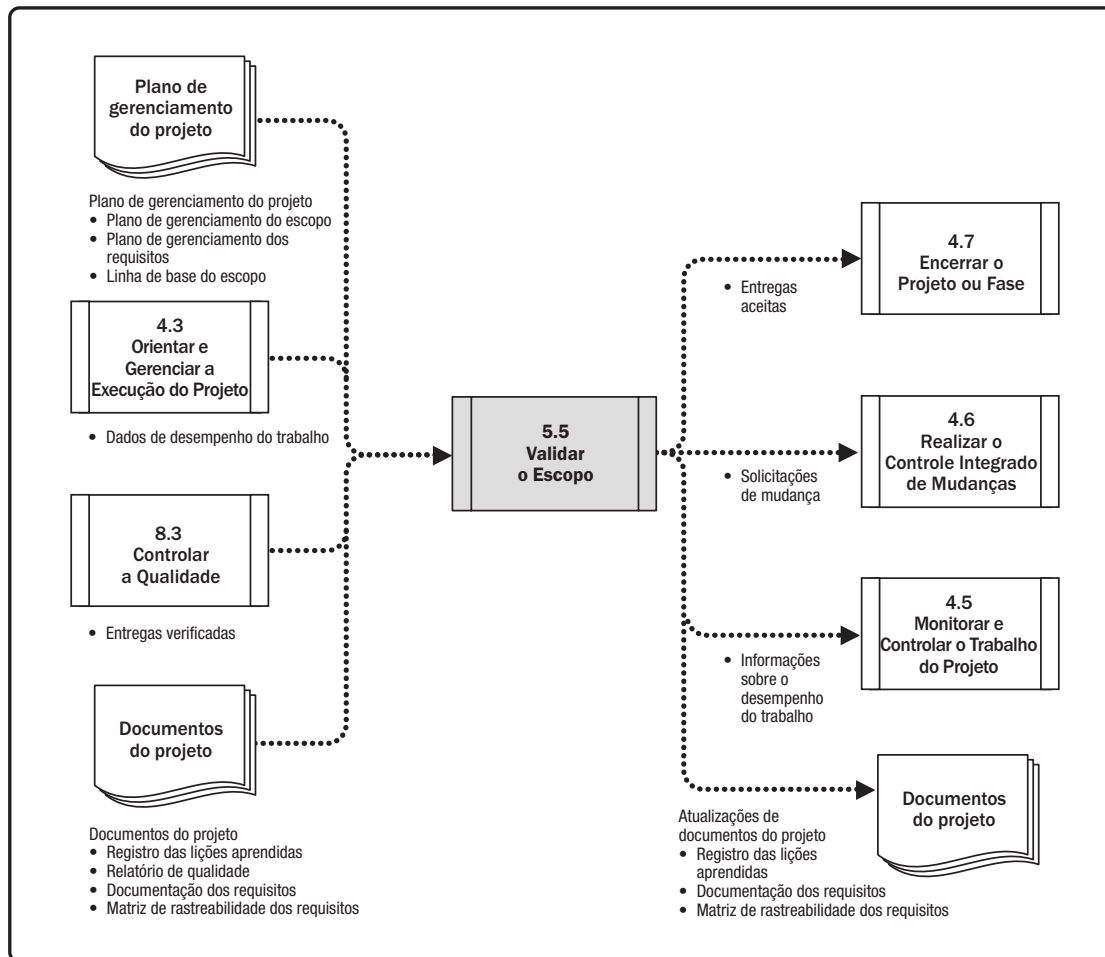 Plano de
gerenciamento
do projeto
Plano de gerenciamento do projeto
• Plano de gerenciamento do escopo
• Plano de gerenciamento dos
requisitos
• Linha de base do escopo
4.3
Orientar e
Gerenciar a
Execução do Projeto
• Dados de desempenho do trabalho
8.3
Controlar
a Qualidade
• Entregas verificadas
Documentos
do projeto
Documentos do projeto
• Registro das lições aprendidas
• Relatório de qualidade
• Documentação dos requisitos
• Matriz de rastreabilidade dos requisitos
5.5
Validar
o Escopo
• Entregas
aceitas
4.7
Encerrar o
Projeto ou Fase
• Solicitações
de mudança
4.6
Realizar o
Controle Integrado
de Mudanças
• Informações
sobre o
desempenho
do trabalho
4.5
Monitorar e
Controlar o Trabalho
do Projeto
Atualizações de
documentos do projeto
• Registro das lições
aprendidas
• Documentação dos requisitos
• Matriz de rastreabilidade dos requisitos
Documentos
do projeto